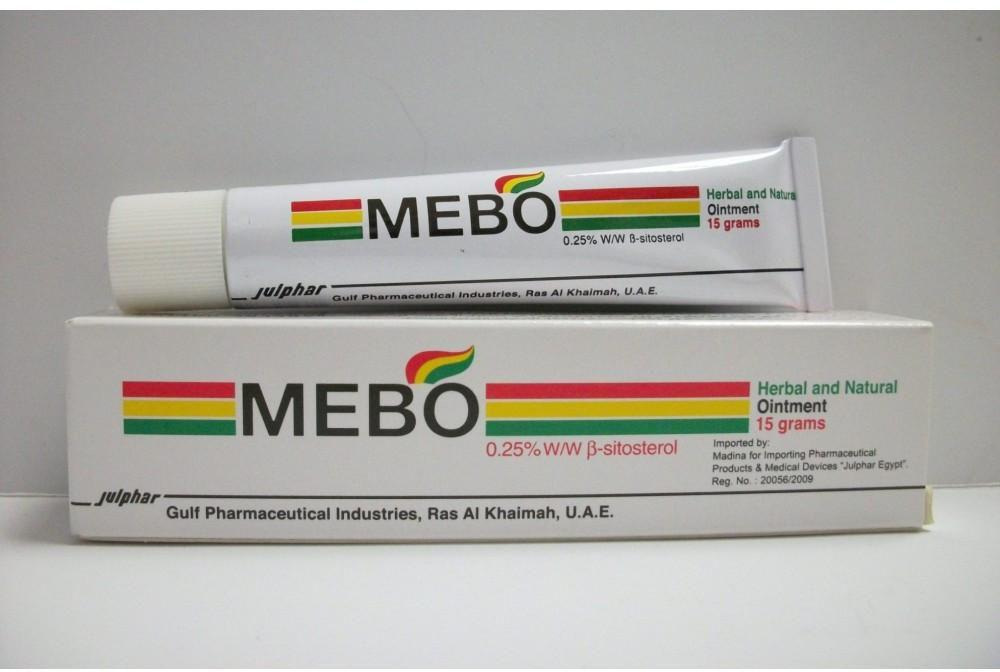 MEBO
Herbal and Natural
Ointment
15 grams
0.25% W/W ß-sitosterol
Julphar
Gulf Pharmaceutical Industries, Ras Al Khaimah, U.A.E.
MEBO
Herbal and Natural
Ointment
15 grams
0.25% W/W β-sitosterol
Imported by:
Madina for Importing Pharmaceutical
Products & Medical Devices "Julphar Egypt".
Reg. No. : 20056/2009
Julphar
Gulf Pharmaceutical Industries, Ras Al Khaimah, U.A.E.